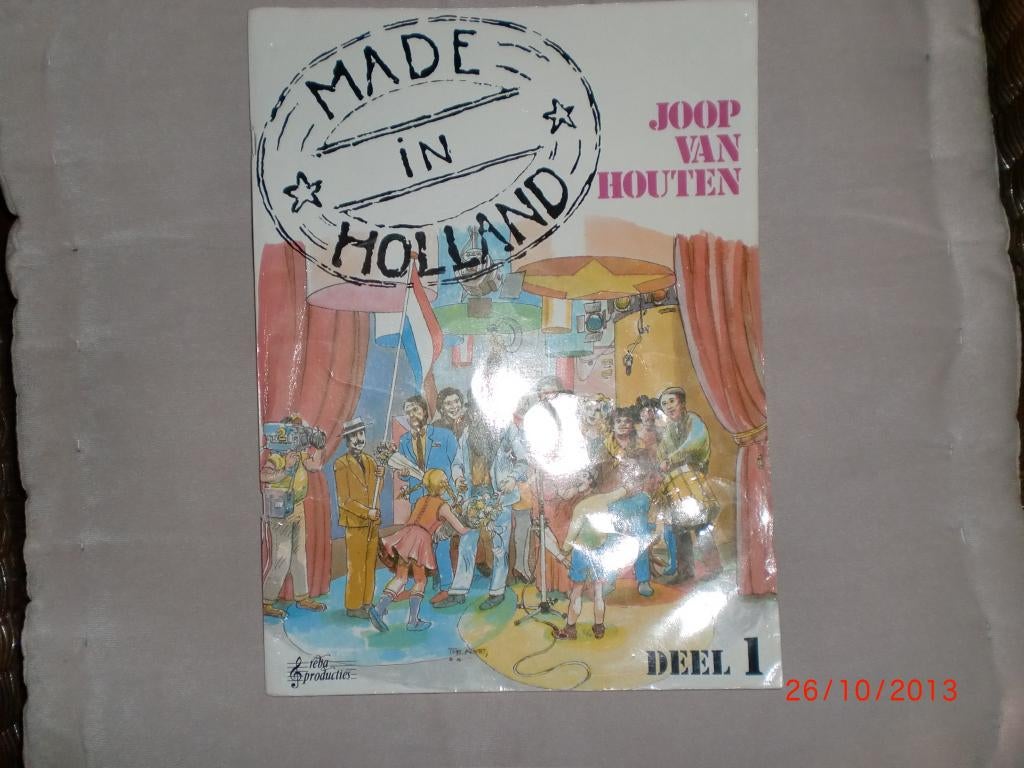 MADE
iN
HOLLAND
JOOP
VAN
HOUTEN
reba
producties
DEEL 1
26/10/2013